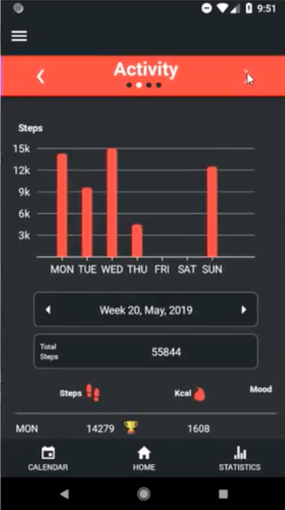 9:51
Activity
Steps
15k
12k
9k
6k
3k
MON TUE WED THU FRI SAT SUN
Week 20, May, 2019
Total Steps 55844
Steps Kcal Mood
MON 14279 1608
CALENDAR HOME STATISTICS